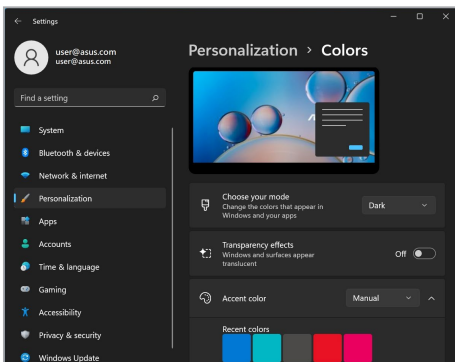 Settings
user@asus.com
user@asus.com
Find a setting
System
Bluetooth & devices
Network & internet
Personalization
Apps
Accounts
Time & language
Gaming
Accessibility
Privacy & security
Windows Update
Personalization > Colors
Choose your mode
Change the colors that appear in
Windows and your apps
Dark
Transparency effects
Windows and surfaces appear
translucent
Off
Accent color
Manual
Recent colors